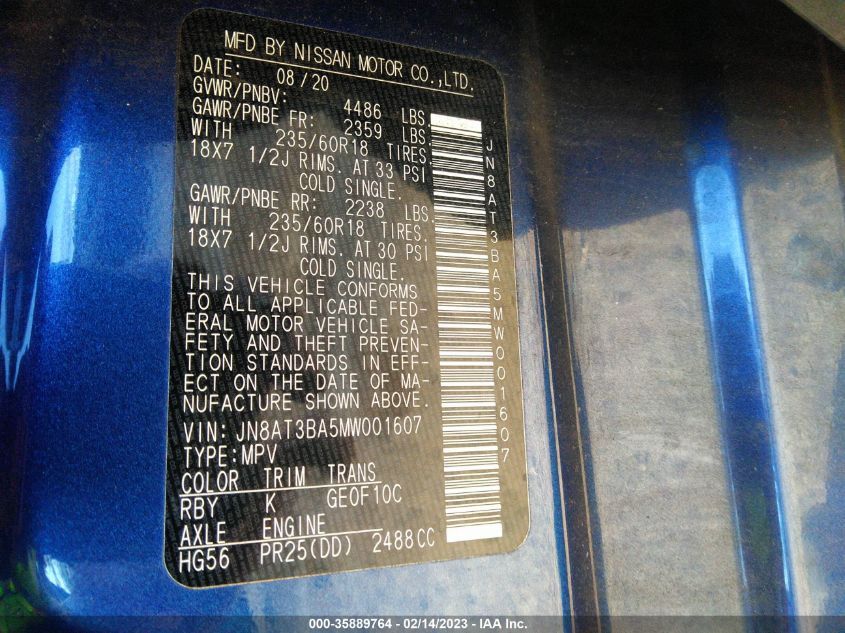 MFD BY NISSAN MOTOR CO.,LTD.
DATE: 08/20
GVWR/PNBV: 4486 LBS.
GAWR/PNBE FR: 2359 LBS.
WITH 235/60R18 TIRES.
18X7 1/2J RIMS. AT 33 PSI
COLD SINGLE.
GAWR/PNBE RR: 2238 LBS.
WITH 235/60R18 TIRES.
18X7 1/2J RIMS. AT 30 PSI
COLD SINGLE.
THIS VEHICLE CONFORMS
TO ALL APPLICABLE FED-
ERAL MOTOR VEHICLE SA-
FETY AND THEFT PREVEN-
TION STANDARDS IN EFF-
ECT ON THE DATE OF MA-
NUFACTURE SHOWN ABOVE.
VIN: JN8AT3BA5MW001607
TYPE:MPV
COLOR TRIM TRANS
RBY K GE0F10C
AXLE ENGINE
HG56 PR25(DD) 2488CC
JN8AT3BA5MW001607
000-35889764 - 02/14/2023 - IAA Inc.